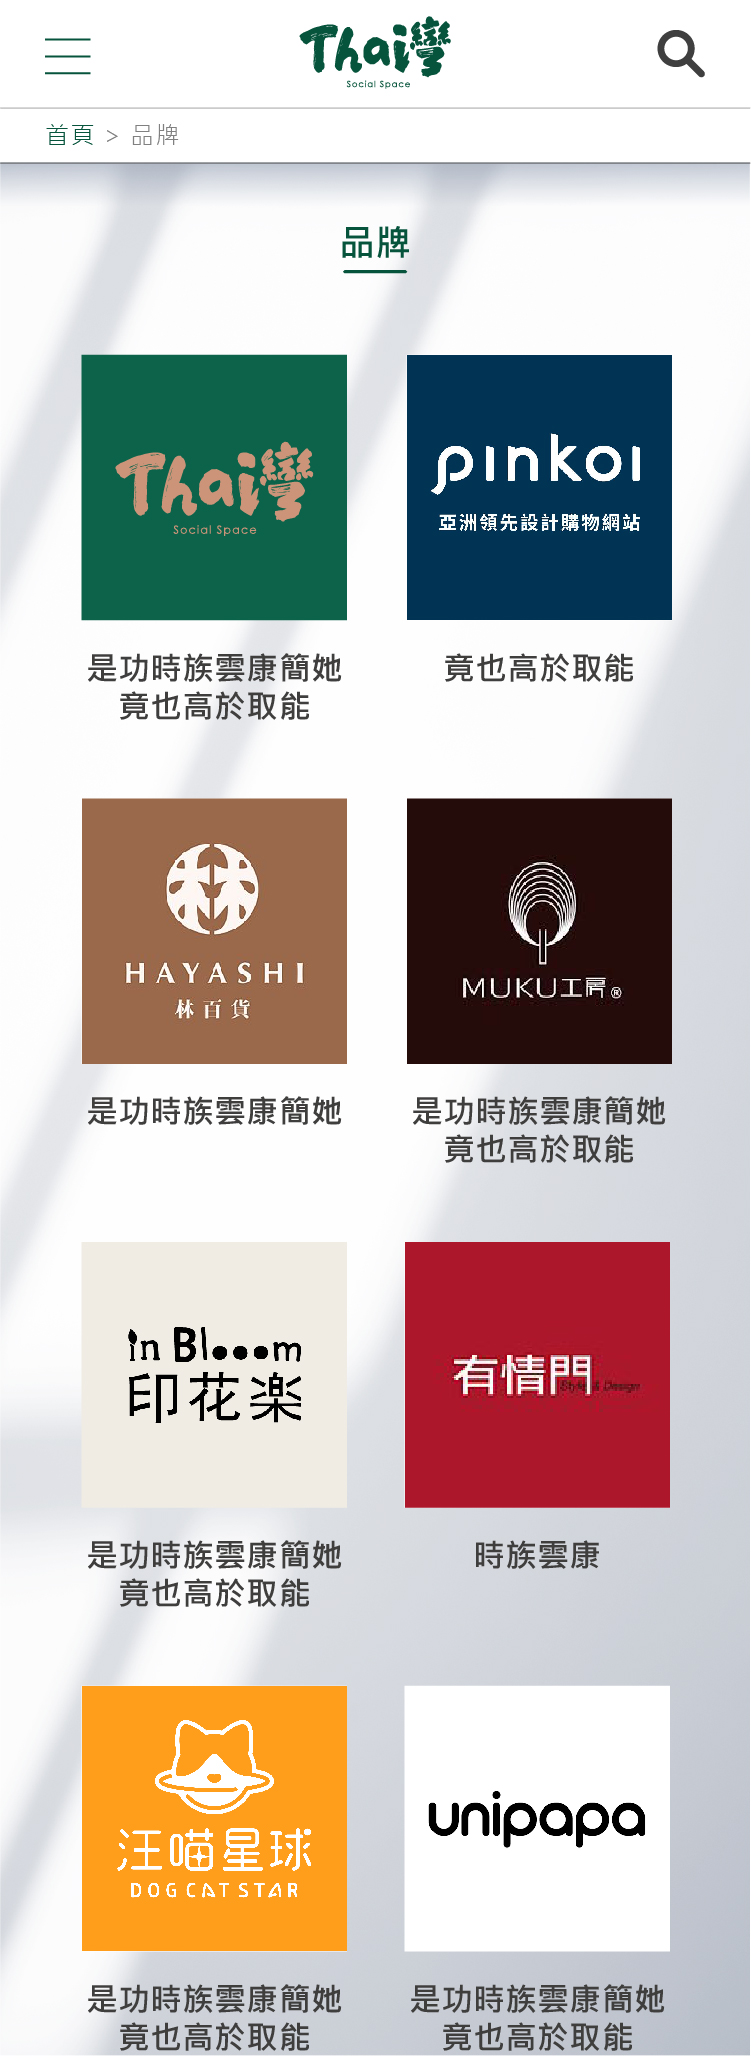 Thai灣
Social Space
首頁 > 品牌
品牌
Thai灣
Social Space
pinkoi
亞洲領先設計購物網站
是功時族雲康簡她
竟也高於取能
竟也高於取能
林
HAYASHI
林百貨
MUKU工房®
是功時族雲康簡她
是功時族雲康簡她
竟也高於取能
in Blooom
印花楽
有情門
Style & Design
是功時族雲康簡她
竟也高於取能
時族雲康
汪喵星球
DOG CAT STAR
unipapa
是功時族雲康簡她
竟也高於取能
是功時族雲康簡她
竟也高於取能